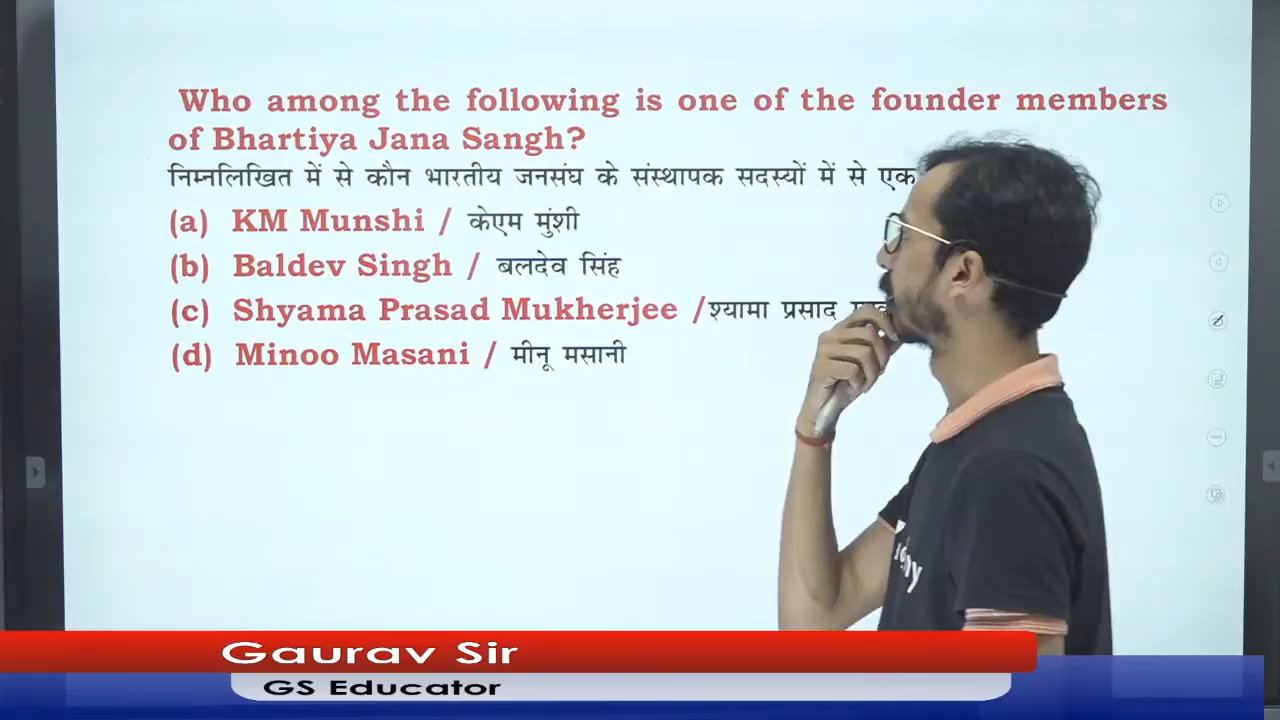 Who among the following is one of the founder members
of Bhartiya Jana Sangh?
निम्नलिखित में से कौन भारतीय जनसंघ के संस्थापक सदस्यों में से एक
(a) KM Munshi / केएम मुंशी
(b) Baldev Singh / बलदेव सिंह
(c) Shyama Prasad Mukherjee /श्यामा प्रसाद
(d) Minoo Masani / मीनू मसानी
Gaurav Sir
GS Educator